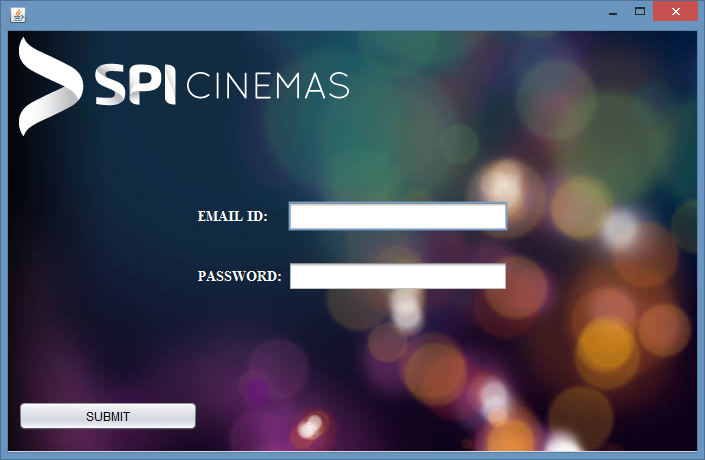 SPI CINEMAS
EMAIL ID:
PASSWORD:
SUBMIT